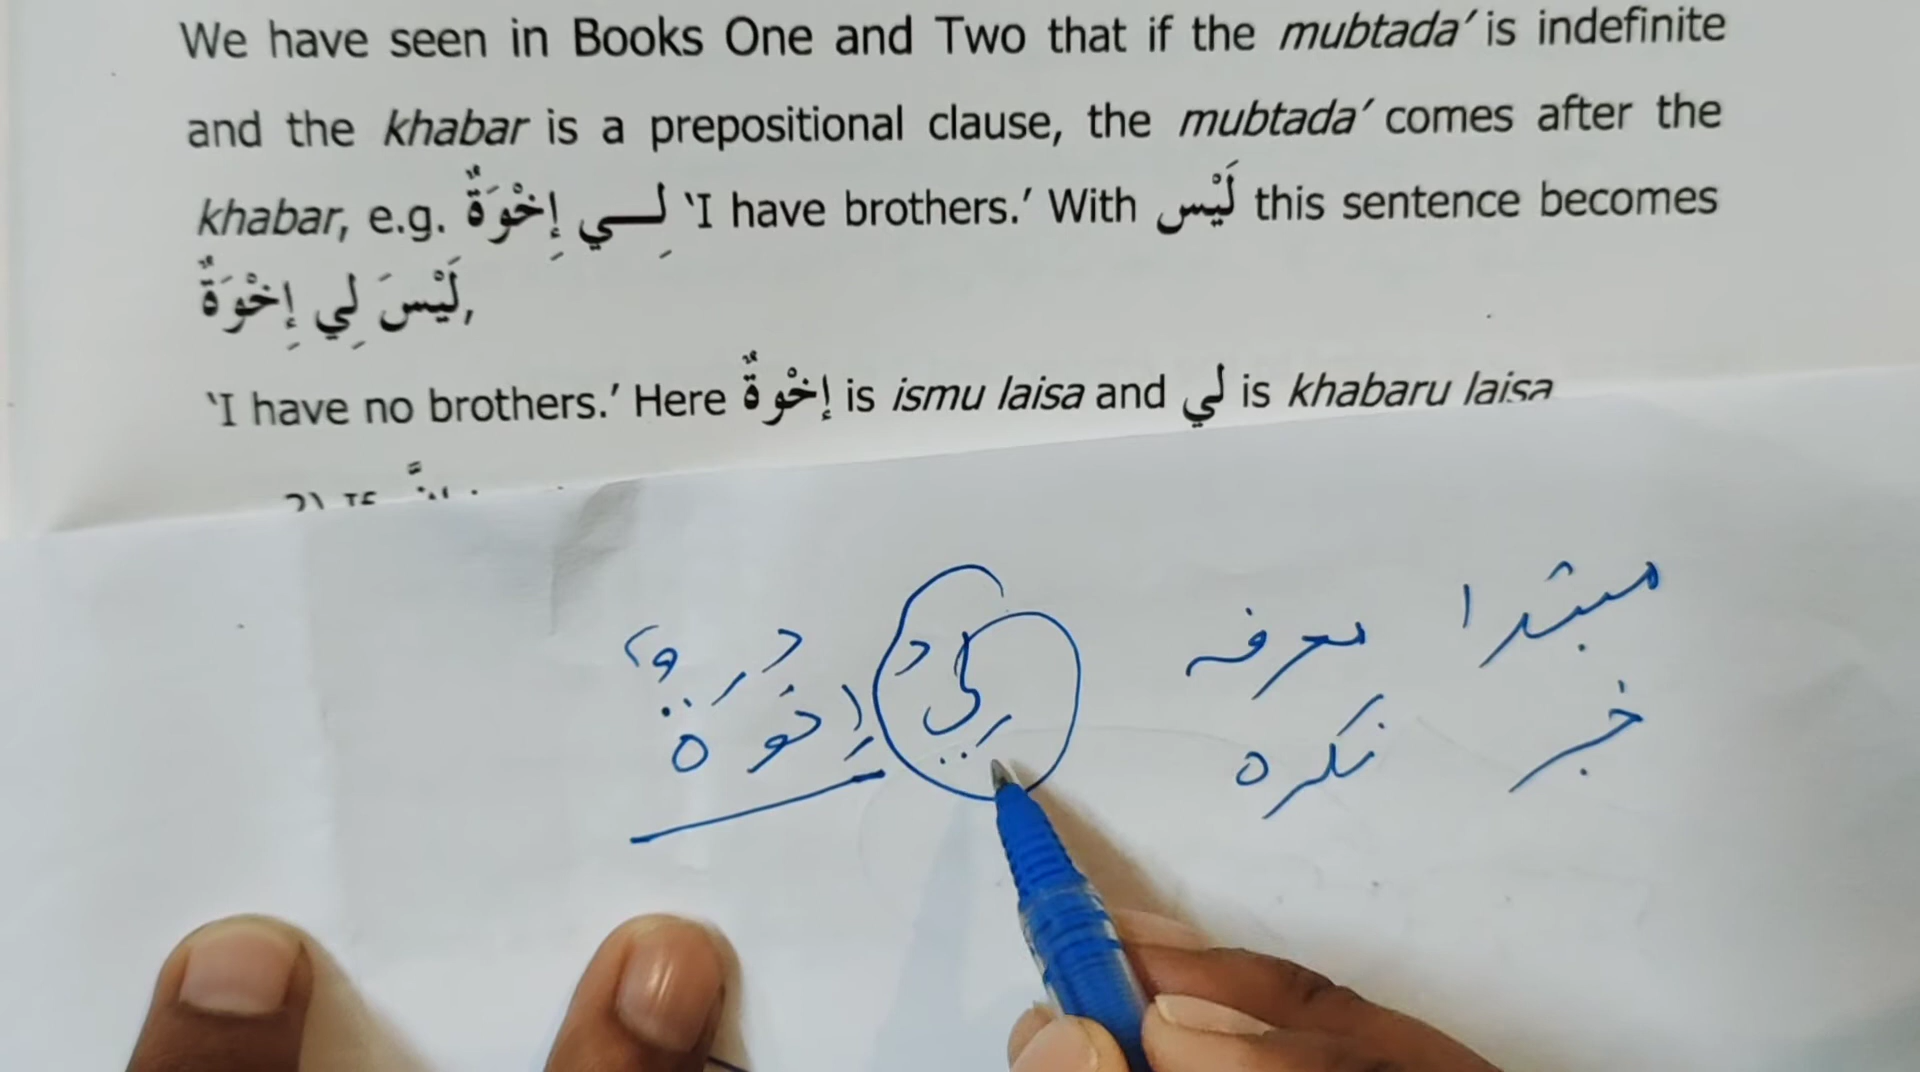 We have seen in Books One and Two that if the mubtada’ is indefinite
and the khabar is a prepositional clause, the mubtada’ comes after the
khabar, e.g. لِـي إِخْوَةٌ ‘I have brothers.’ With لَيْسَ this sentence becomes
لَيْسَ لِي إِخْوَةٌ,
‘I have no brothers.’ Here إِخْوةٌ is ismu laisa and لي is khabaru laisa
مبتدا معرفه
خبر نكره
لِي إِخْوَةٌ